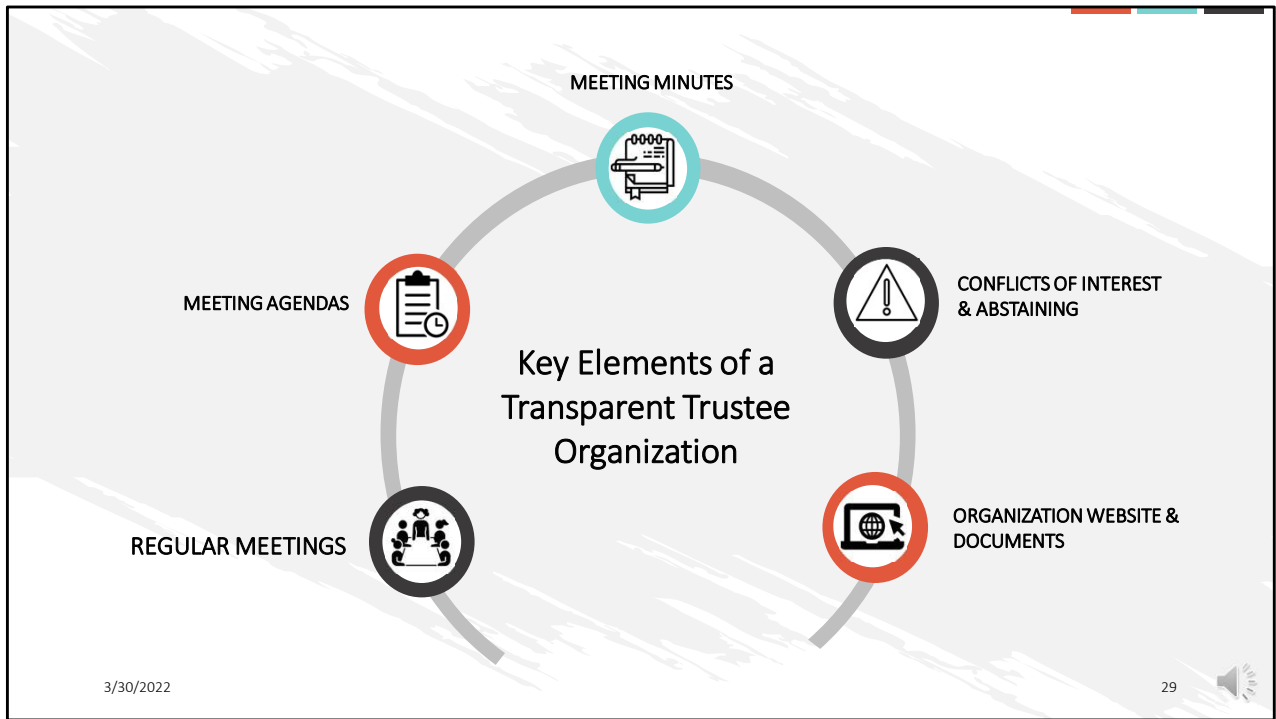 MEETING MINUTES
MEETING AGENDAS
CONFLICTS OF INTEREST
& ABSTAINING
Key Elements of a
Transparent Trustee
Organization
REGULAR MEETINGS
ORGANIZATION WEBSITE &
DOCUMENTS
3/30/2022
29